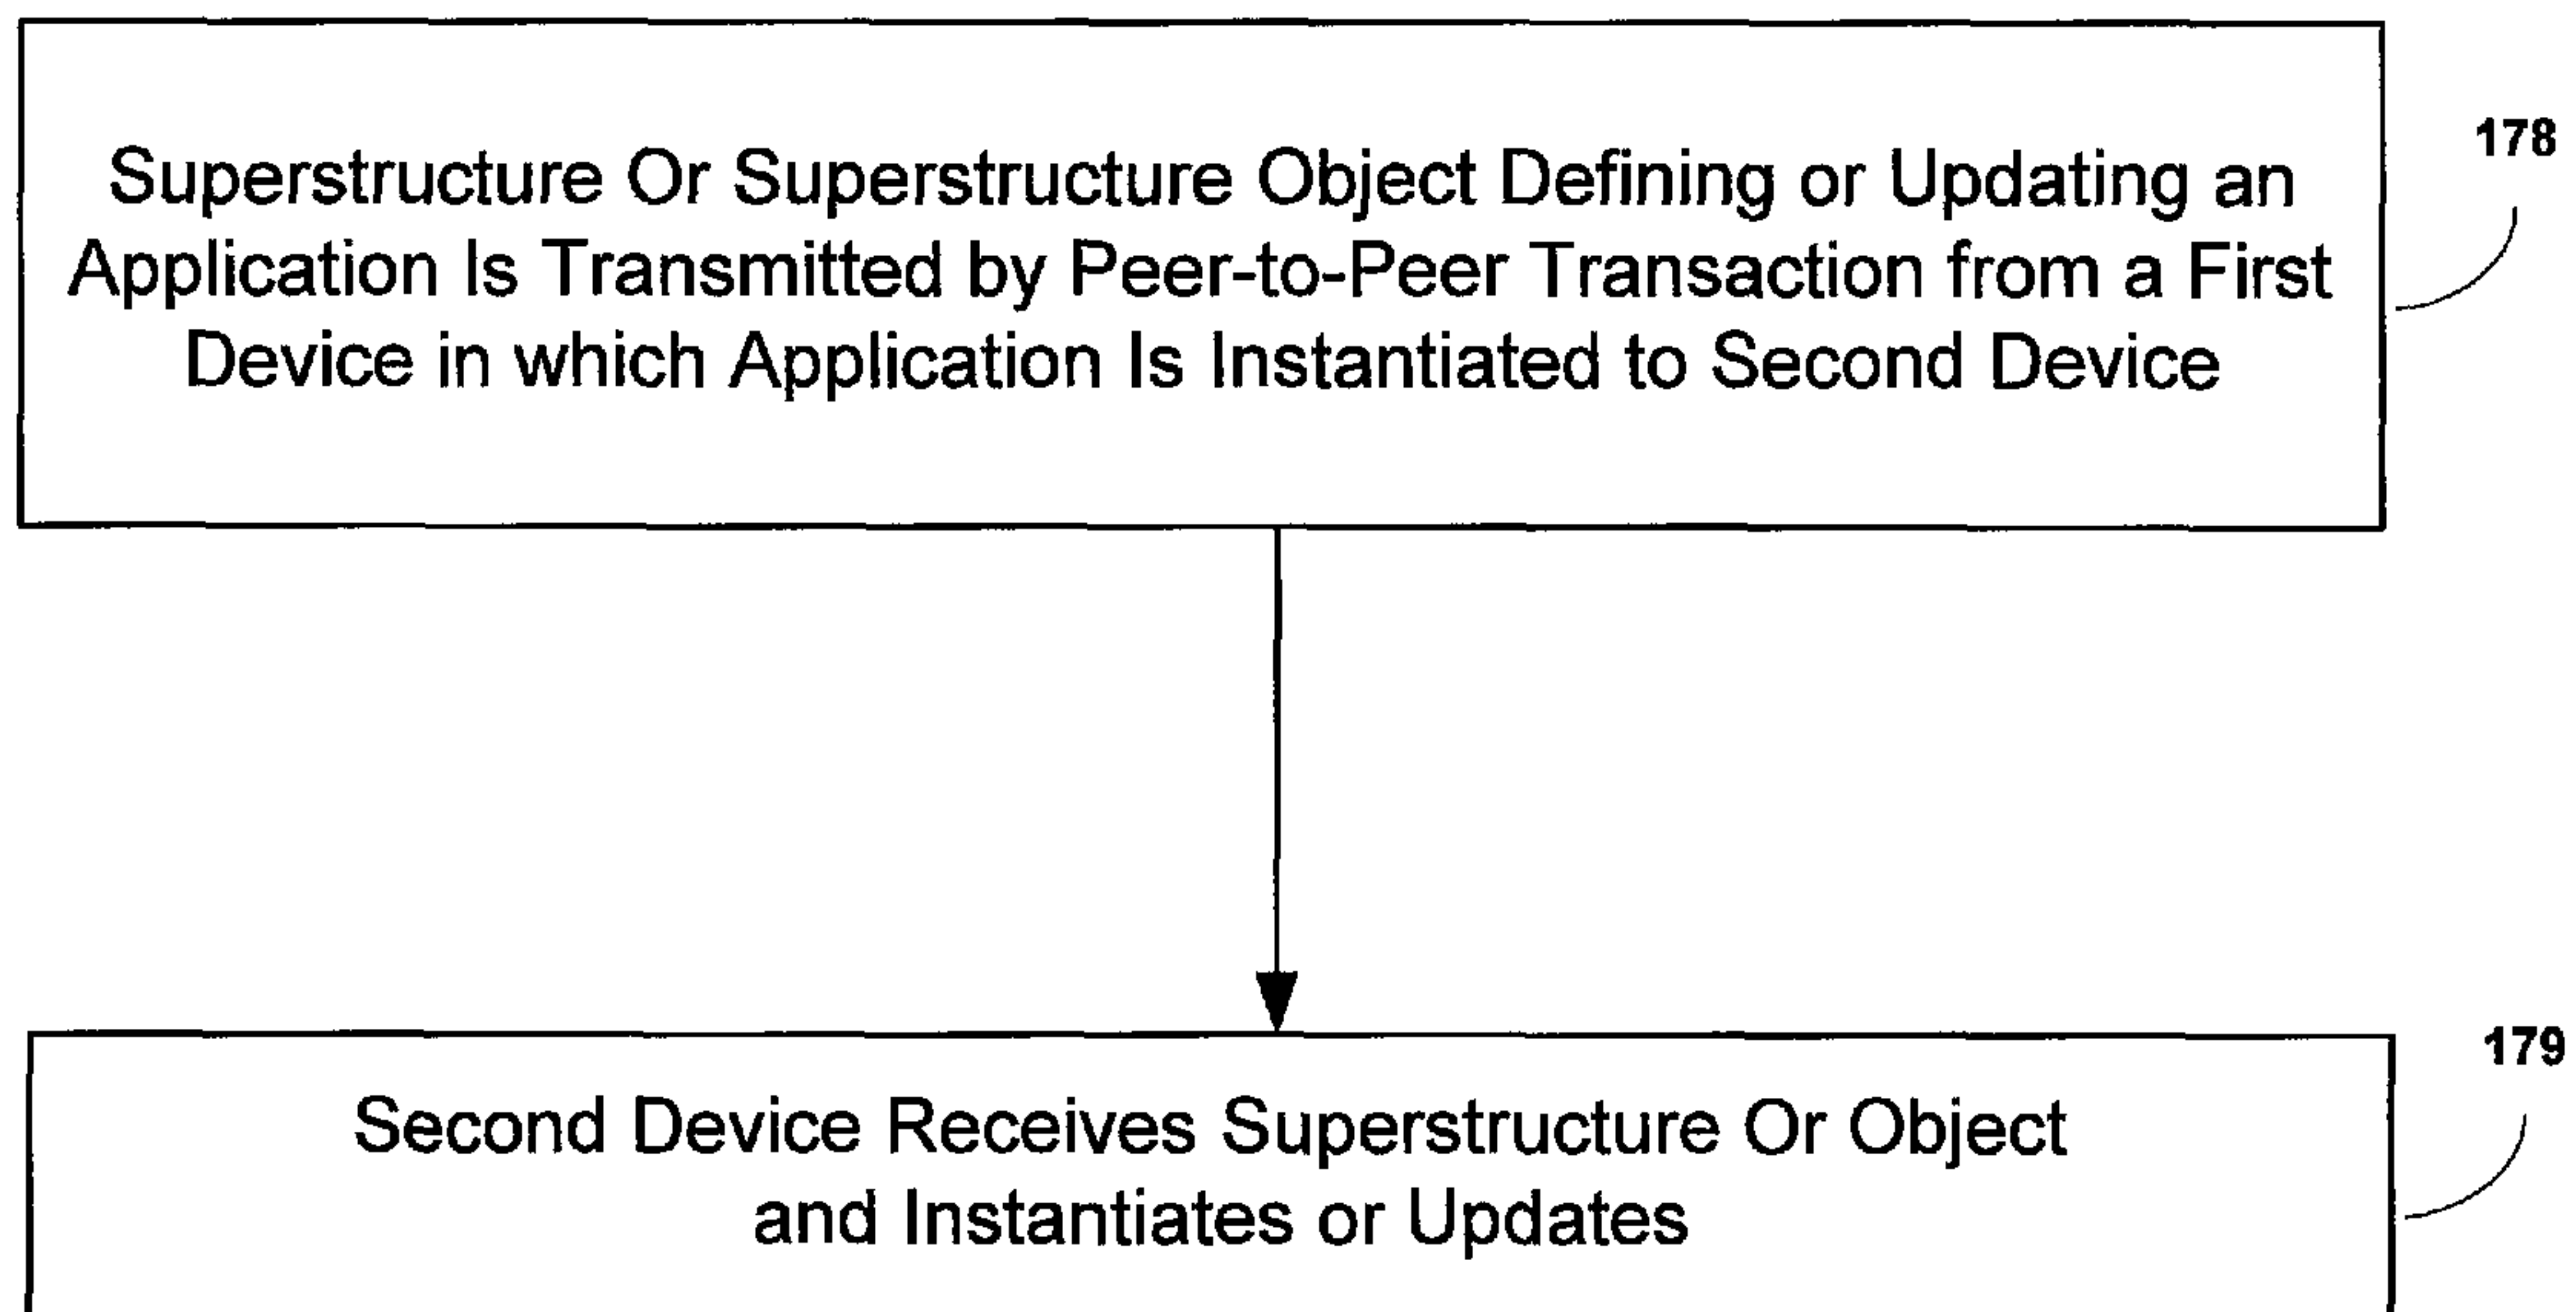 178
Superstructure Or Superstructure Object Defining or Updating an
Application Is Transmitted by Peer-to-Peer Transaction from a First
Device in which Application Is Instantiated to Second Device
179
Second Device Receives Superstructure Or Object
and Instantiates or Updates